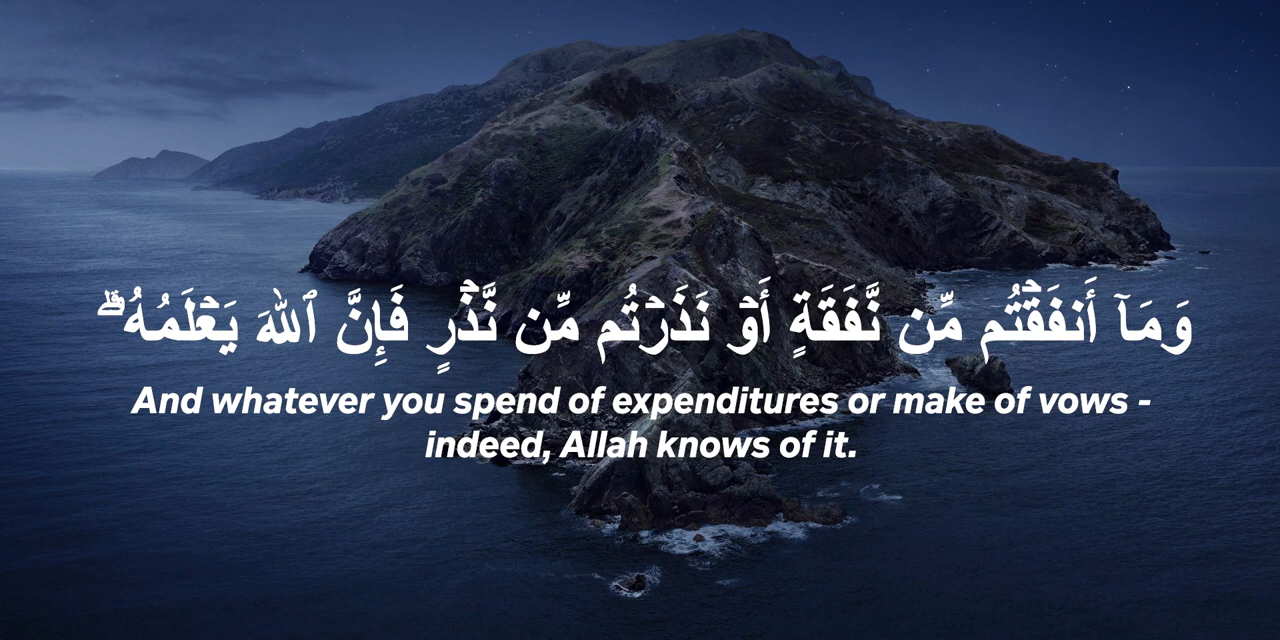 وَمَآ أَنفَقۡتُم مِّن نَّفَقَةٍ أَوۡ نَذَرۡتُم مِّن نَّذۡرٍ فَإِنَّ ٱللَّهَ يَعۡلَمُهُۥۗ
And whatever you spend of expenditures or make of vows -
indeed, Allah knows of it.